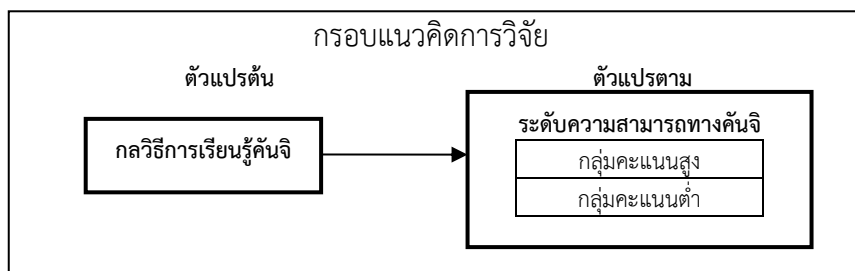 กรอบแนวคิดการวิจัย
ตัวแปรต้น
ตัวแปรตาม
กลวิธีการเรียนรู้คันจิ
ระดับความสามารถทางคันจิ
กลุ่มคะแนนสูง
กลุ่มคะแนนต่ำ